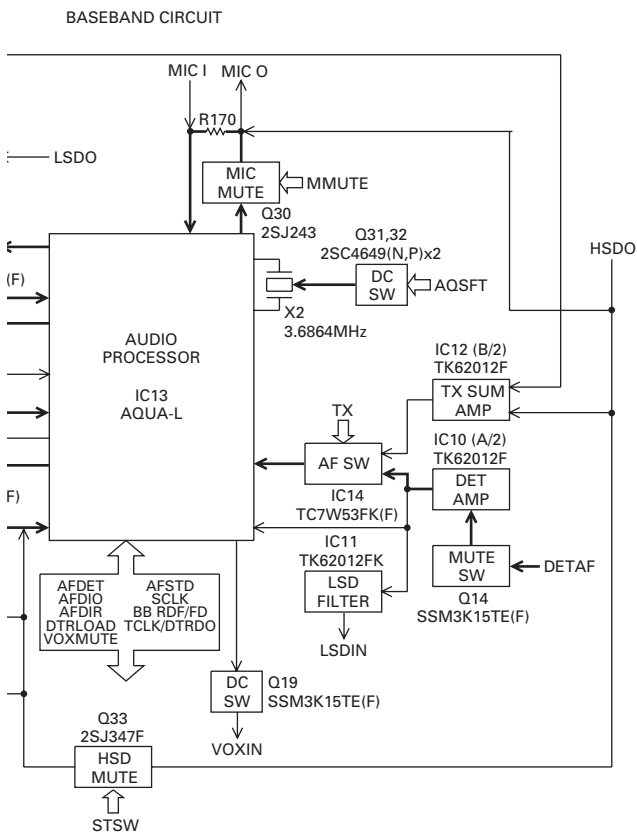 BASEBAND CIRCUIT
MIC I
MIC O
R170
LSDO
MIC
MUTE
MMUTE
Q30
2SJ243
Q31,32
2SC4649(N,P)x2
HSDO
(F)
DC
SW
AQSFT
X2
3.6864MHz
AUDIO
PROCESSOR
IC13
AQUA-L
IC12 (B/2)
TK62012F
TX SUM
AMP
TX
IC10 (A/2)
TK62012F
AF SW
DET
AMP
F)
IC14
TC7W53FK(F)
IC11
TK62012FK
MUTE
SW
DETAF
LSD
FILTER
Q14
SSM3K15TE(F)
AFDET
AFDIO
AFDIR
DTRLOAD
VOXMUTE
AFSTD
SCLK
BB RDF/FD
TCLK/DTRDO
LSDIN
DC
SW
Q19
SSM3K15TE(F)
Q33
2SJ347F
VOXIN
HSD
MUTE
STSW